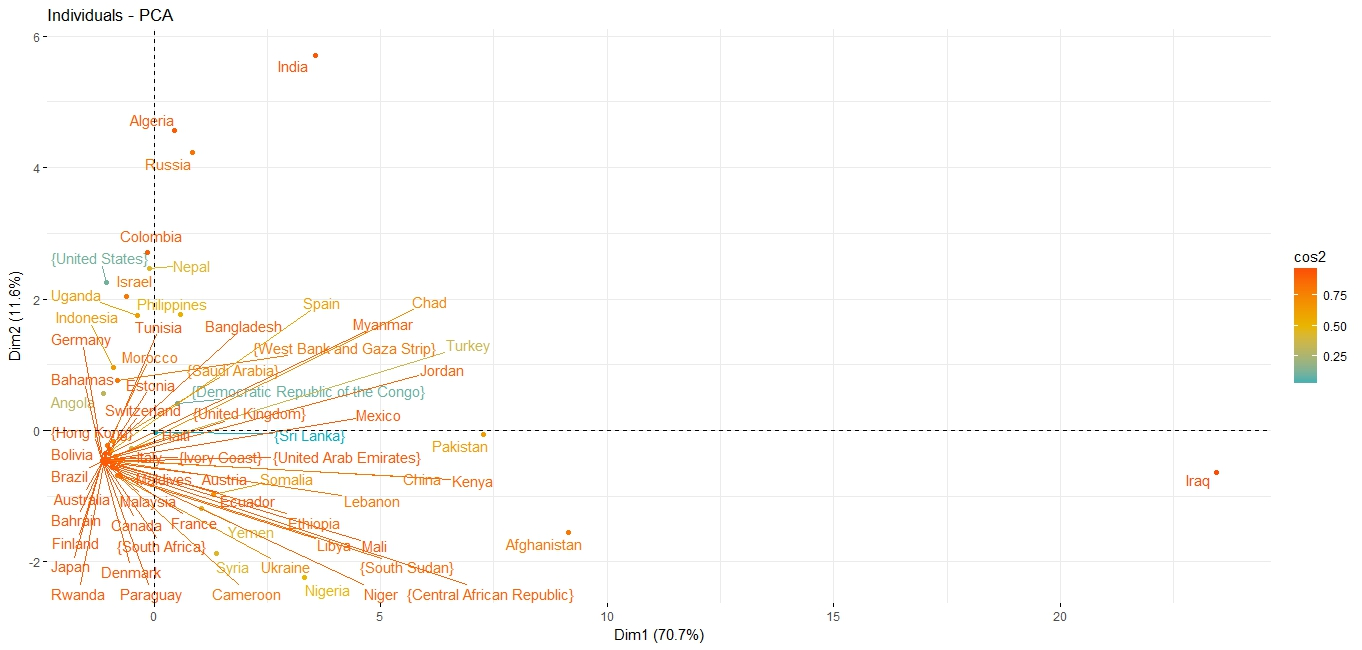 Individuals - PCA
6
India
Algeria
Russia
4
Colombia
{United States}
Nepal
Israel
Uganda
Philippines
Spain
Chad
2
Indonesia
Tunisia
Bangladesh
Myanmar
Germany
{West Bank and Gaza Strip}
Turkey
Morocco
{Saudi Arabia}
Jordan
Bahamas
Estonia
{Democratic Republic of the Congo}
Angola
Switzerland
{United Kingdom}
Mexico
0
{Hong Kong}
Haiti
{Sri Lanka}
Pakistan
Bolivia
Italy
{Ivory Coast}
{United Arab Emirates}
Brazil
Maldives
Austria
Somalia
China
Kenya
Iraq
Australia
Malaysia
Ecuador
Lebanon
Bahrain
Canada
France
Ethiopia
Yemen
Finland
{South Africa}
Libya
Mali
Afghanistan
-2
Japan
Denmark
Syria
Ukraine
{South Sudan}
Rwanda
Paraguay
Cameroon
Nigeria
Niger
{Central African Republic}
0
5
10
15
20
Dim1 (70.7%)
Dim2 (11.6%)
cos2
0.75
0.50
0.25